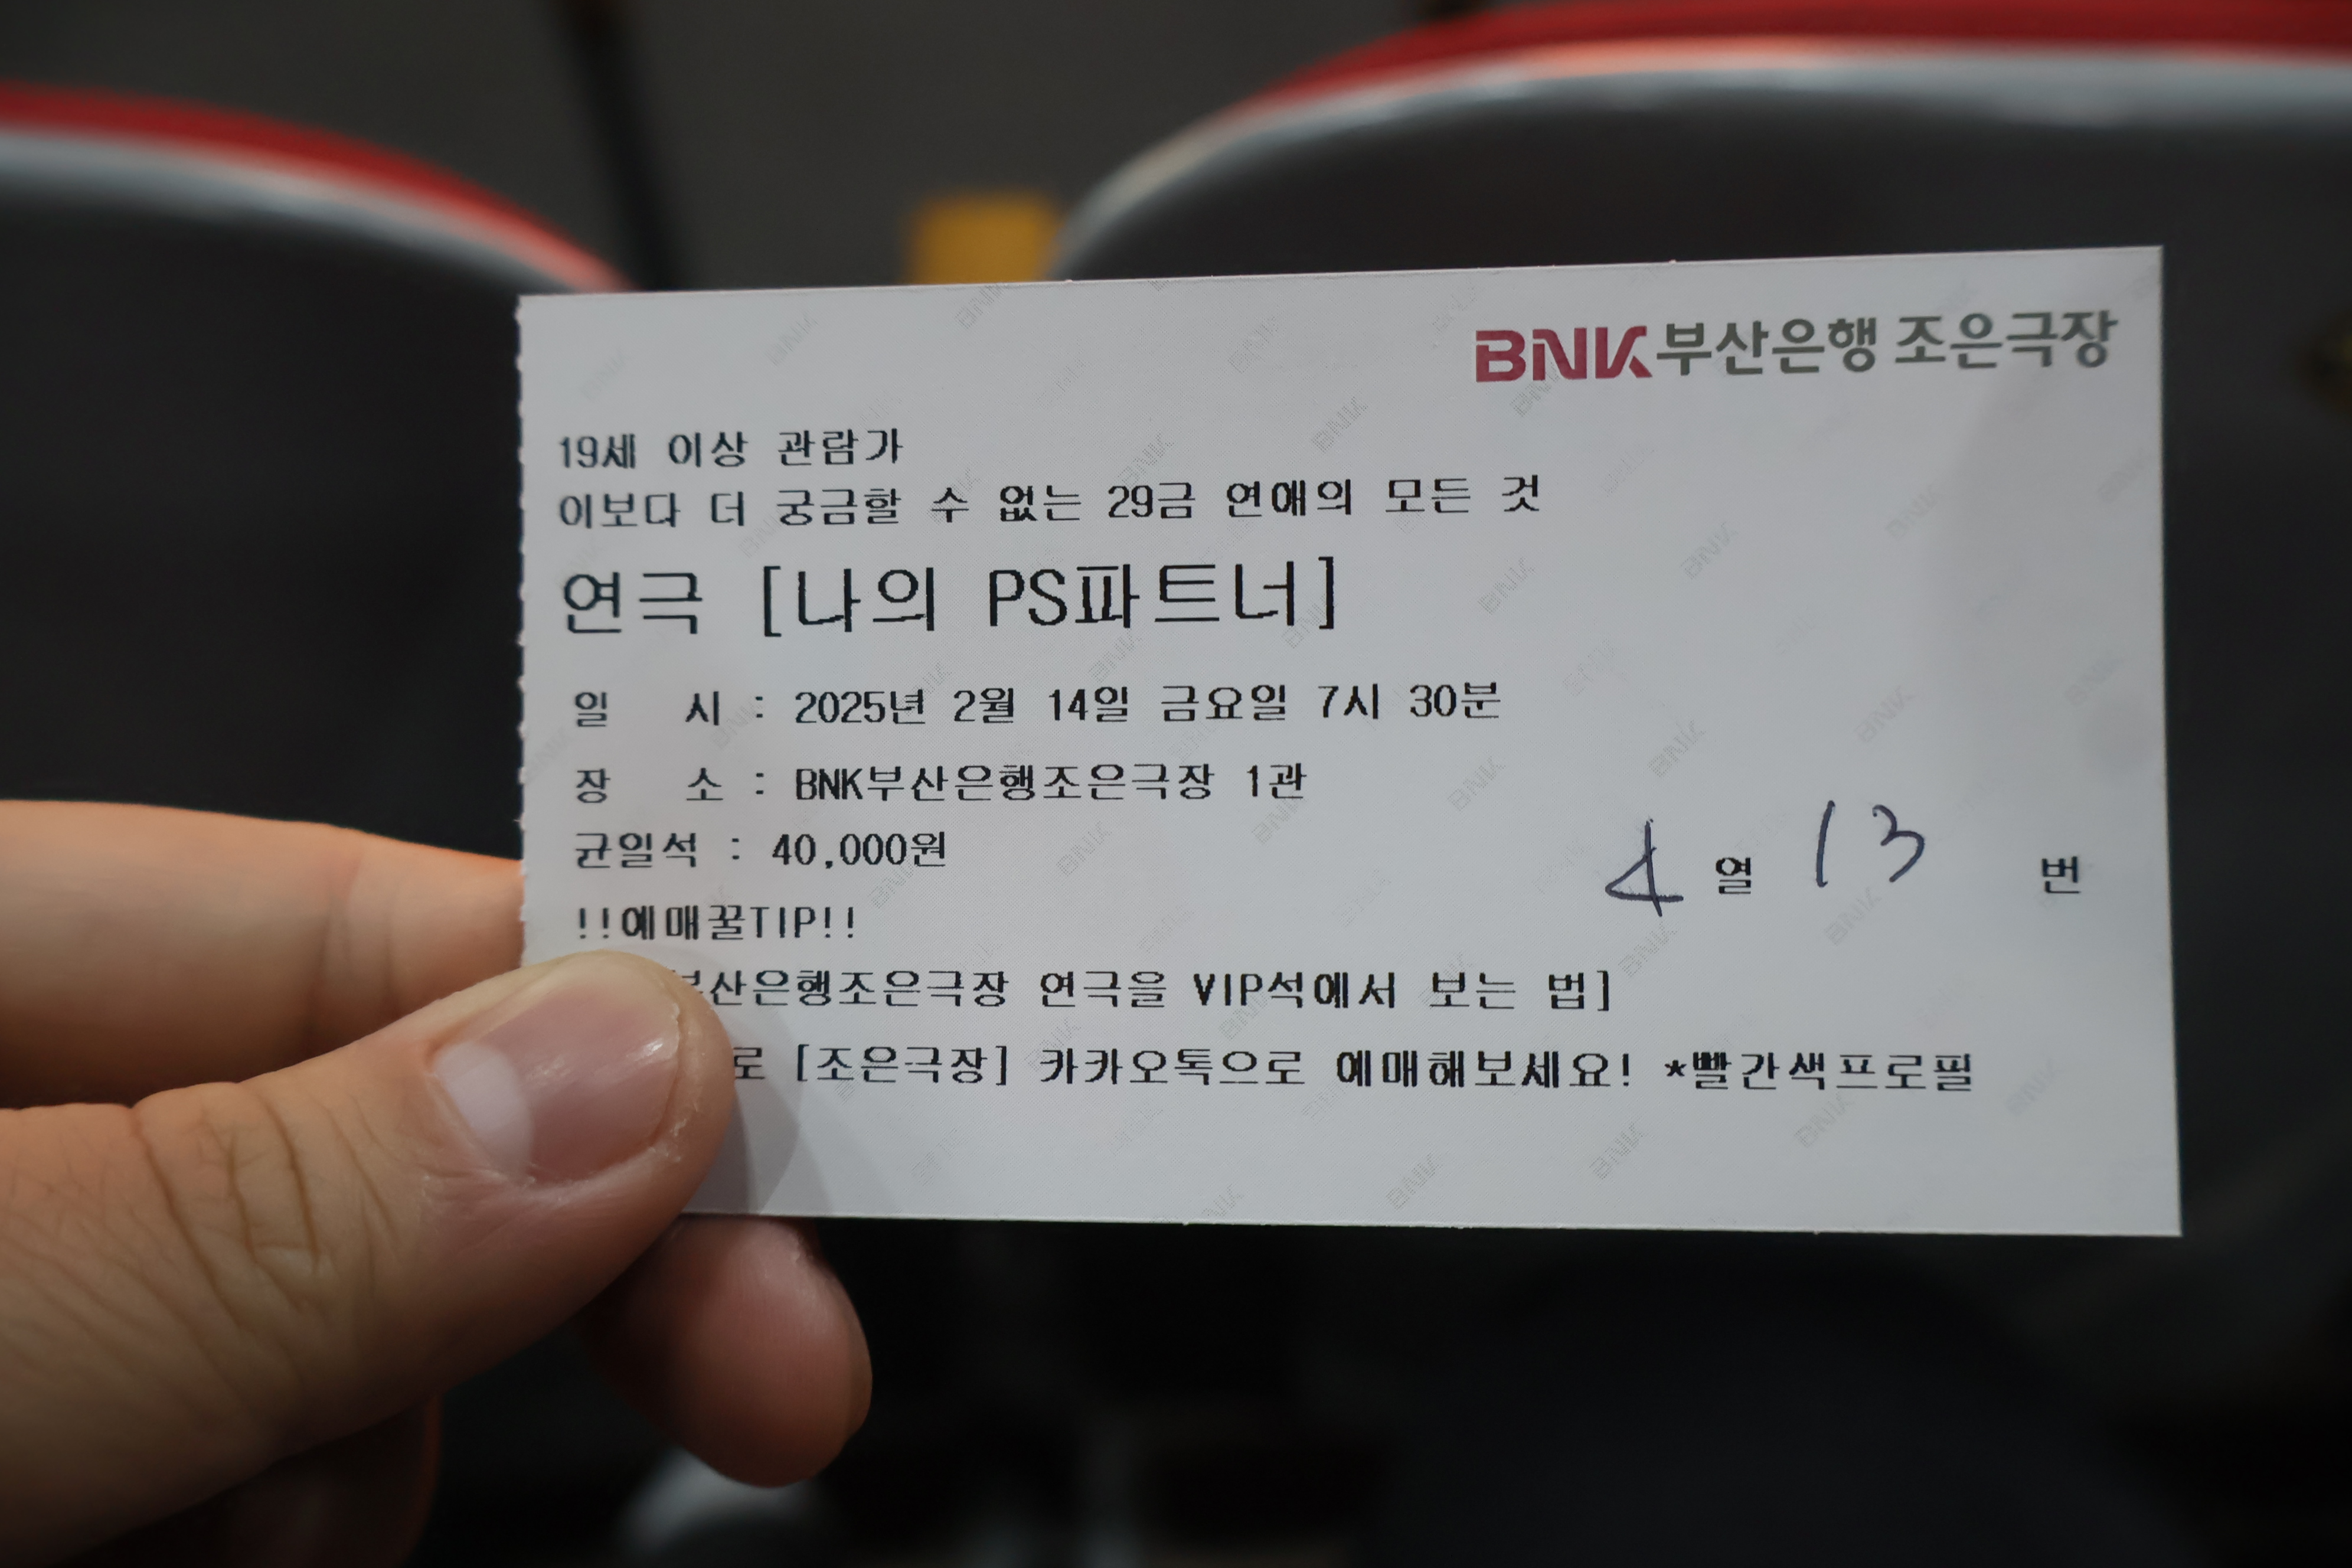 BNK부산은행 조은극장
19세 이상 관람가
이보다 더 궁금할 수 없는 29금 연애의 모든 것
연극 [나의 PS파트너]
일 시 : 2025년 2월 14일 금요일 7시 30분
장 소 : BNK부산은행조은극장 1관
균일석 : 40,000원
4 열 13 번
!!예매꿀TIP!!
부산은행조은극장 연극을 VIP석에서 보는 법]
로 [조은극장] 카카오톡으로 예매해보세요! *빨간색프로필